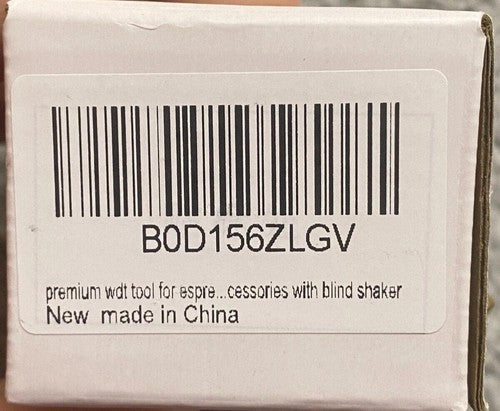 B0D156ZLGV
premium wdt tool for espre...cessories with blind shaker
New made in China